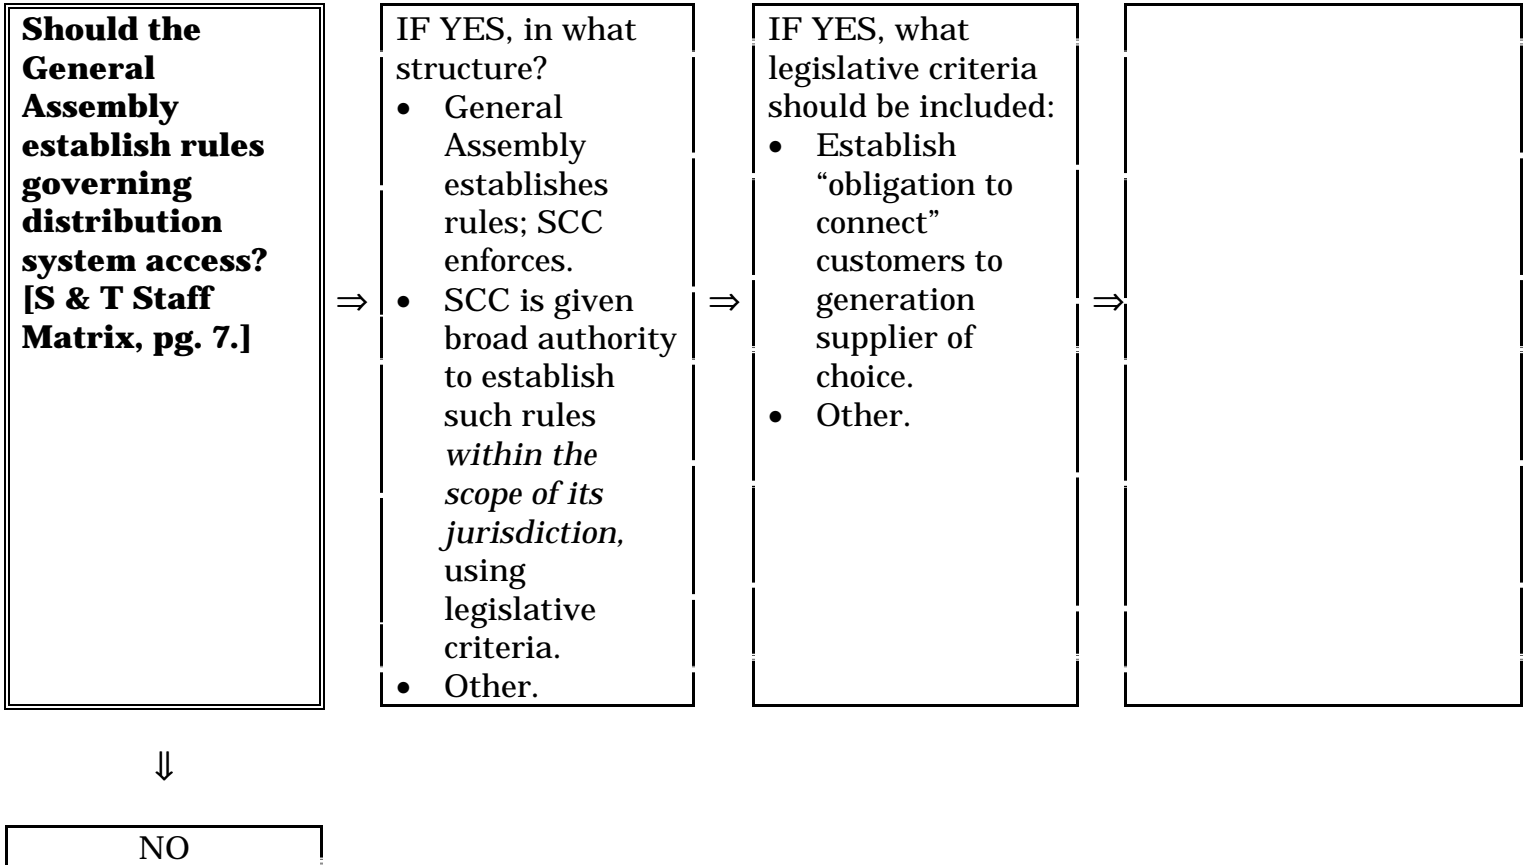 Should the
General
Assembly
establish rules
governing
distribution
system access?
[S & T Staff
Matrix, pg. 7.]
⇒
IF YES, in what
structure?
• General
Assembly
establishes
rules; SCC
enforces.
• SCC is given
broad authority
to establish
such rules
within the
scope of its
jurisdiction,
using
legislative
criteria.
• Other.
⇒
IF YES, what
legislative criteria
should be included:
• Establish
“obligation to
connect”
customers to
generation
supplier of
choice.
• Other.
⇒
⇓
NO